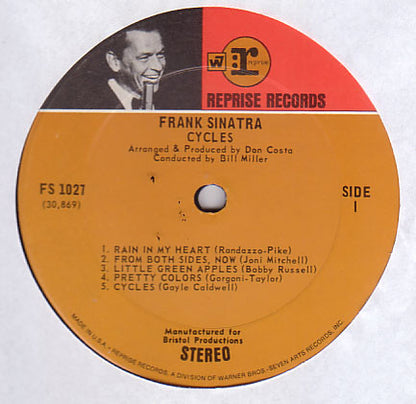 W7 r: reprise
REPRISE RECORDS
FRANK SINATRA
CYCLES
Arranged & Produced by Don Costa
Conducted by Bill Miller
FS 1027
(30,869)
SIDE
1
1. RAIN IN MY HEART (Randazzo-Pike)
2. FROM BOTH SIDES, NOW (Joni Mitchell)
3. LITTLE GREEN APPLES (Bobby Russell)
4. PRETTY COLORS (Gorgoni-Taylor)
5. CYCLES (Gayle Caldwell)
Manufactured for
Bristol Productions
STEREO
MADE IN U.S.A. • REPRISE RECORDS, A DIVISION OF WARNER BROS.-SEVEN ARTS RECORDS, INC.